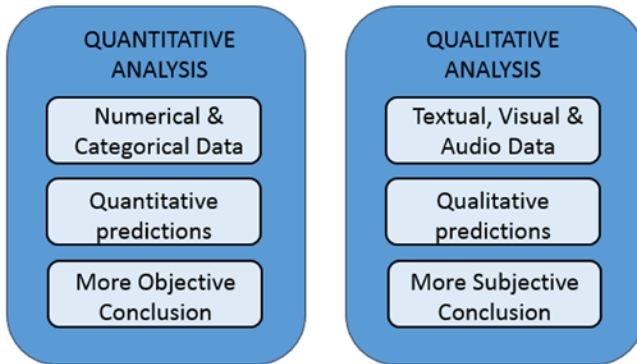 QUANTITATIVE
ANALYSIS
Numerical &
Categorical Data
Quantitative
predictions
More Objective
Conclusion
QUALITATIVE
ANALYSIS
Textual, Visual &
Audio Data
Qualitative
predictions
More Subjective
Conclusion